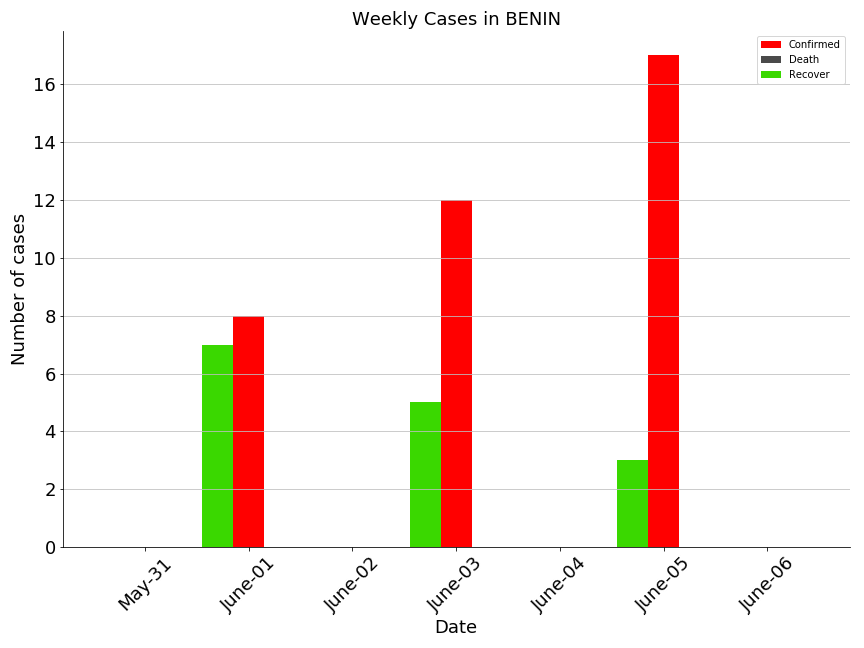 Weekly Cases in BENIN
Confirmed
Death
Recover
Number of cases
16
14
12
10
8
6
4
2
0
May-31
June-01
June-02
June-03
June-04
June-05
June-06
Date